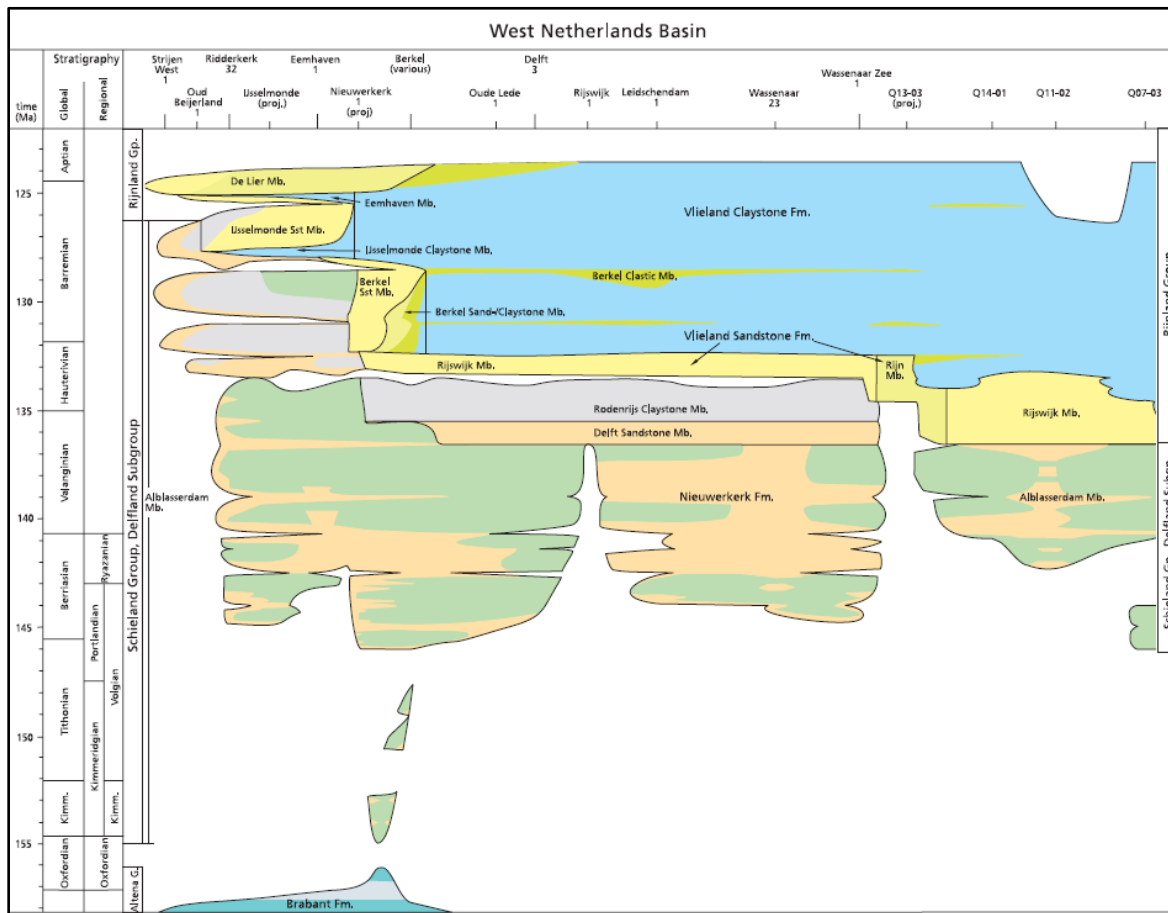 West Netherlands Basin
Stratigraphy
time
(Ma)
Global
Regional
Strijen
West
1
Oud
Beijerland
1
Ridderkerk
32
IJsselmonde
(proj.)
Eemhaven
1
Nieuwerkerk
1
(proj)
Berkel
(various)
Oude Lede
1
Delft
3
Rijswijk
1
Leidschendam
1
Wassenaar
23
Wassenaar Zee
1
Q13-03
(proj.)
Q14-01
Q11-02
Q07-03
125
130
135
140
145
150
155
Aptian
Barremian
Hauterivian
Valanginian
Berriasian
Tithonian
Kimm.
Oxfordian
Ryazanian
Portlandian
Kimmeridgian
Volgian
Kimm.
Oxfordian
Rijnland Gp.
Schieland Group, Delfland Subgroup
Altena G.
De Lier Mb.
Eemhaven Mb.
IJsselmonde Sst Mb.
IJsselmonde Claystone Mb.
Vlieland Claystone Fm.
Berkel
Sst Mb.
Berkel Clastic Mb.
Berkel Sand-/Claystone Mb.
Vlieland Sandstone Fm.
Rijswijk Mb.
Rijn
Mb.
Rodenrijs Claystone Mb.
Rijswijk Mb.
Delft Sandstone Mb.
Alblasserdam
Mb.
Nieuwerkerk Fm.
Alblasserdam Mb.
Brabant Fm.
Rijnland Group
Schieland Gp. Delfland Subgp.